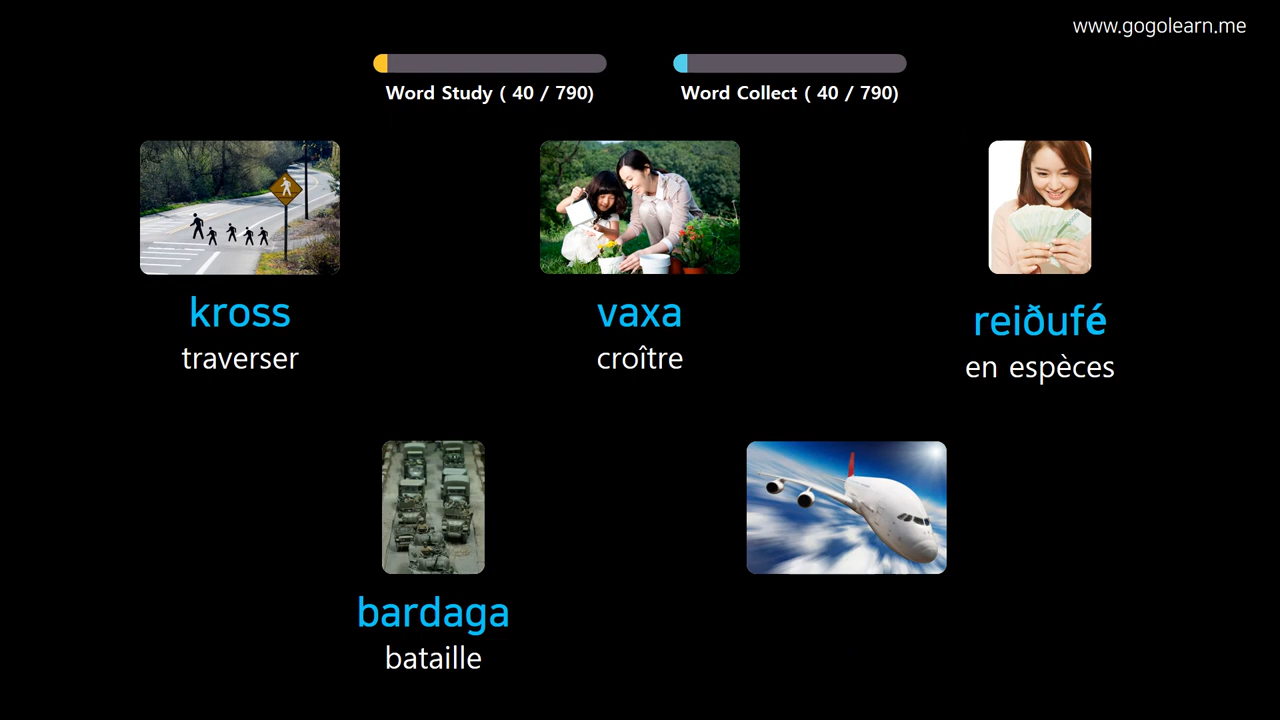 www.gogolearn.me
Word Study ( 40 / 790)
Word Collect ( 40 / 790)
kross
traverser
vaxa
croître
reiðufé
en espèces
bardaga
bataille